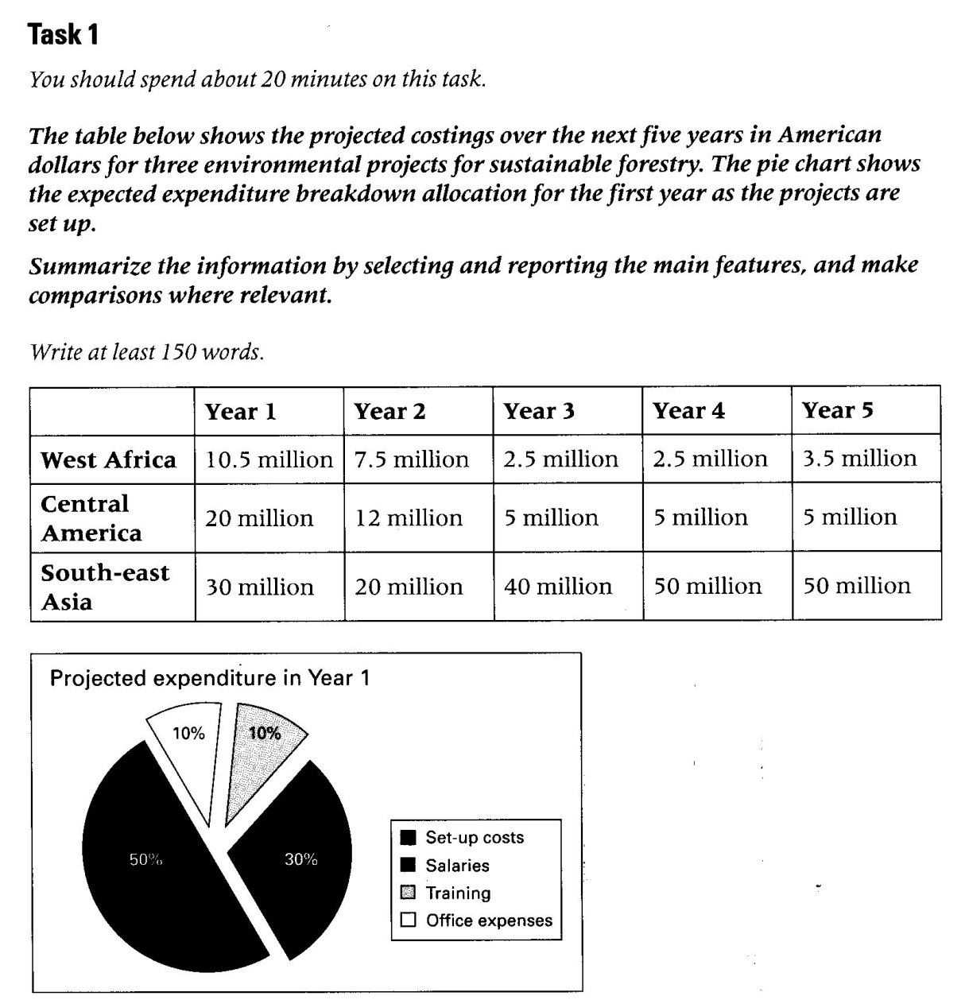 Task 1
You should spend about 20 minutes on this task.
The table below shows the projected costings over the next five years in American
dollars for three environmental projects for sustainable forestry. The pie chart shows
the expected expenditure breakdown allocation for the first year as the projects are
set up.
Summarize the information by selecting and reporting the main features, and make
comparisons where relevant.
Write at least 150 words.
Year 1 Year 2 Year 3 Year 4 Year 5
West Africa 10.5 million 7.5 million 2.5 million 2.5 million 3.5 million
Central
America 20 million 12 million 5 million 5 million 5 million
South-east
Asia 30 million 20 million 40 million 50 million 50 million
Projected expenditure in Year 1
10% 10%
50% 30%
Set-up costs
Salaries
Training
Office expenses